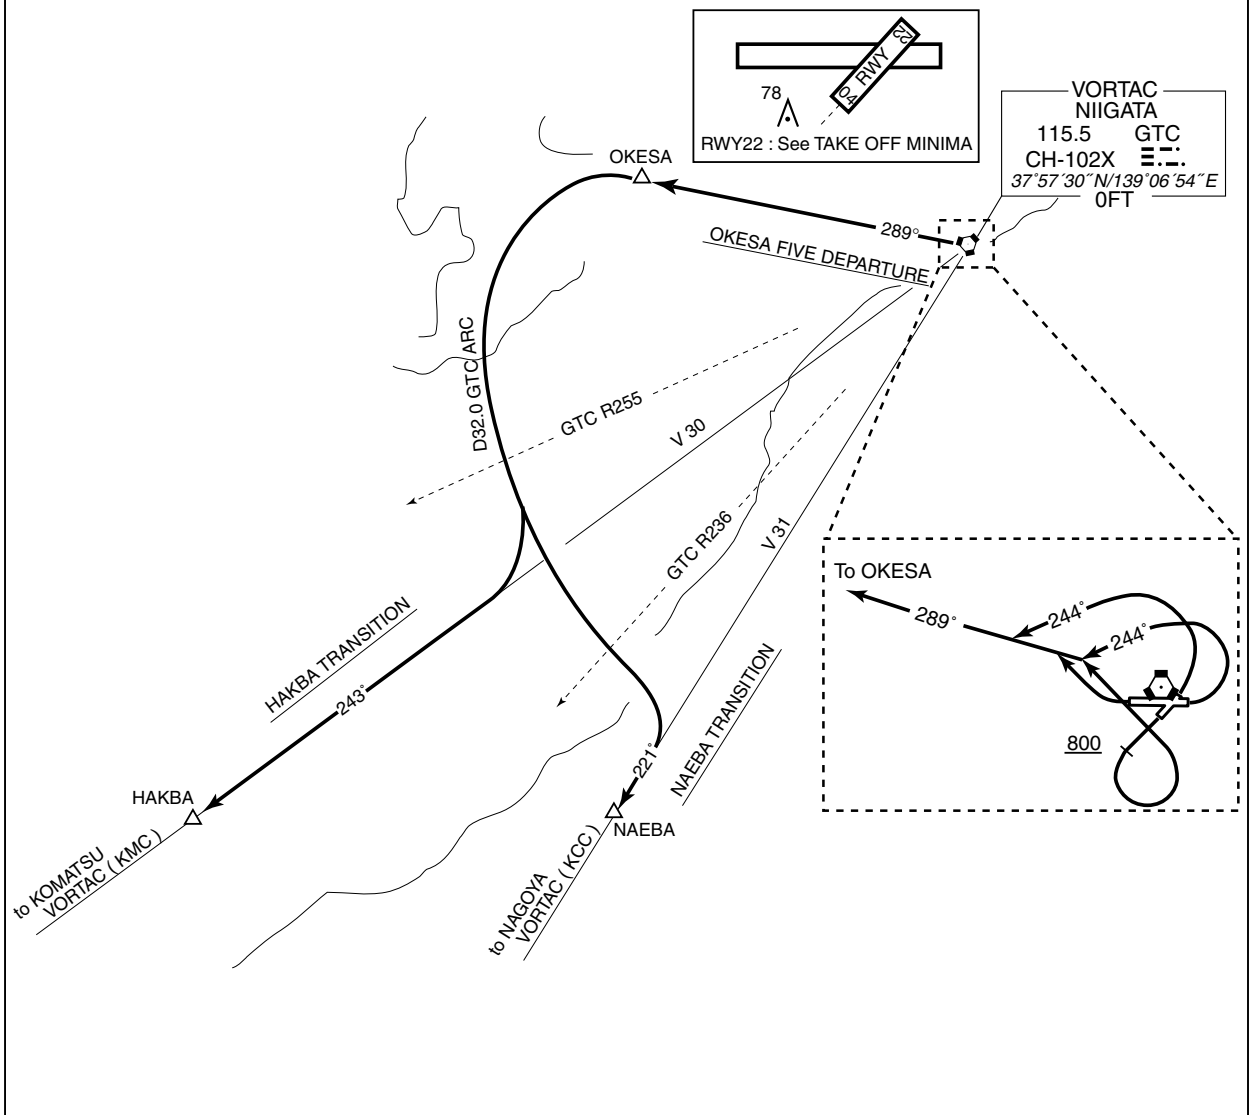 22
RWY
04
78
RWY22 : See TAKE OFF MINIMA
VORTAC
NIIGATA
115.5 GTC
CH-102X
37°57´30˝N/139°06´54˝E
0FT
OKESA
289°
OKESA FIVE DEPARTURE
D32.0 GTC ARC
GTC R255
V 30
GTC R236
V 31
To OKESA
289°
244°
244°
800
HAKBA TRANSITION
243°
NAEBA TRANSITION
221°
HAKBA
NAEBA
to KOMATSU
VORTAC ( KMC )
to NAGOYA
VORTAC ( KCC )